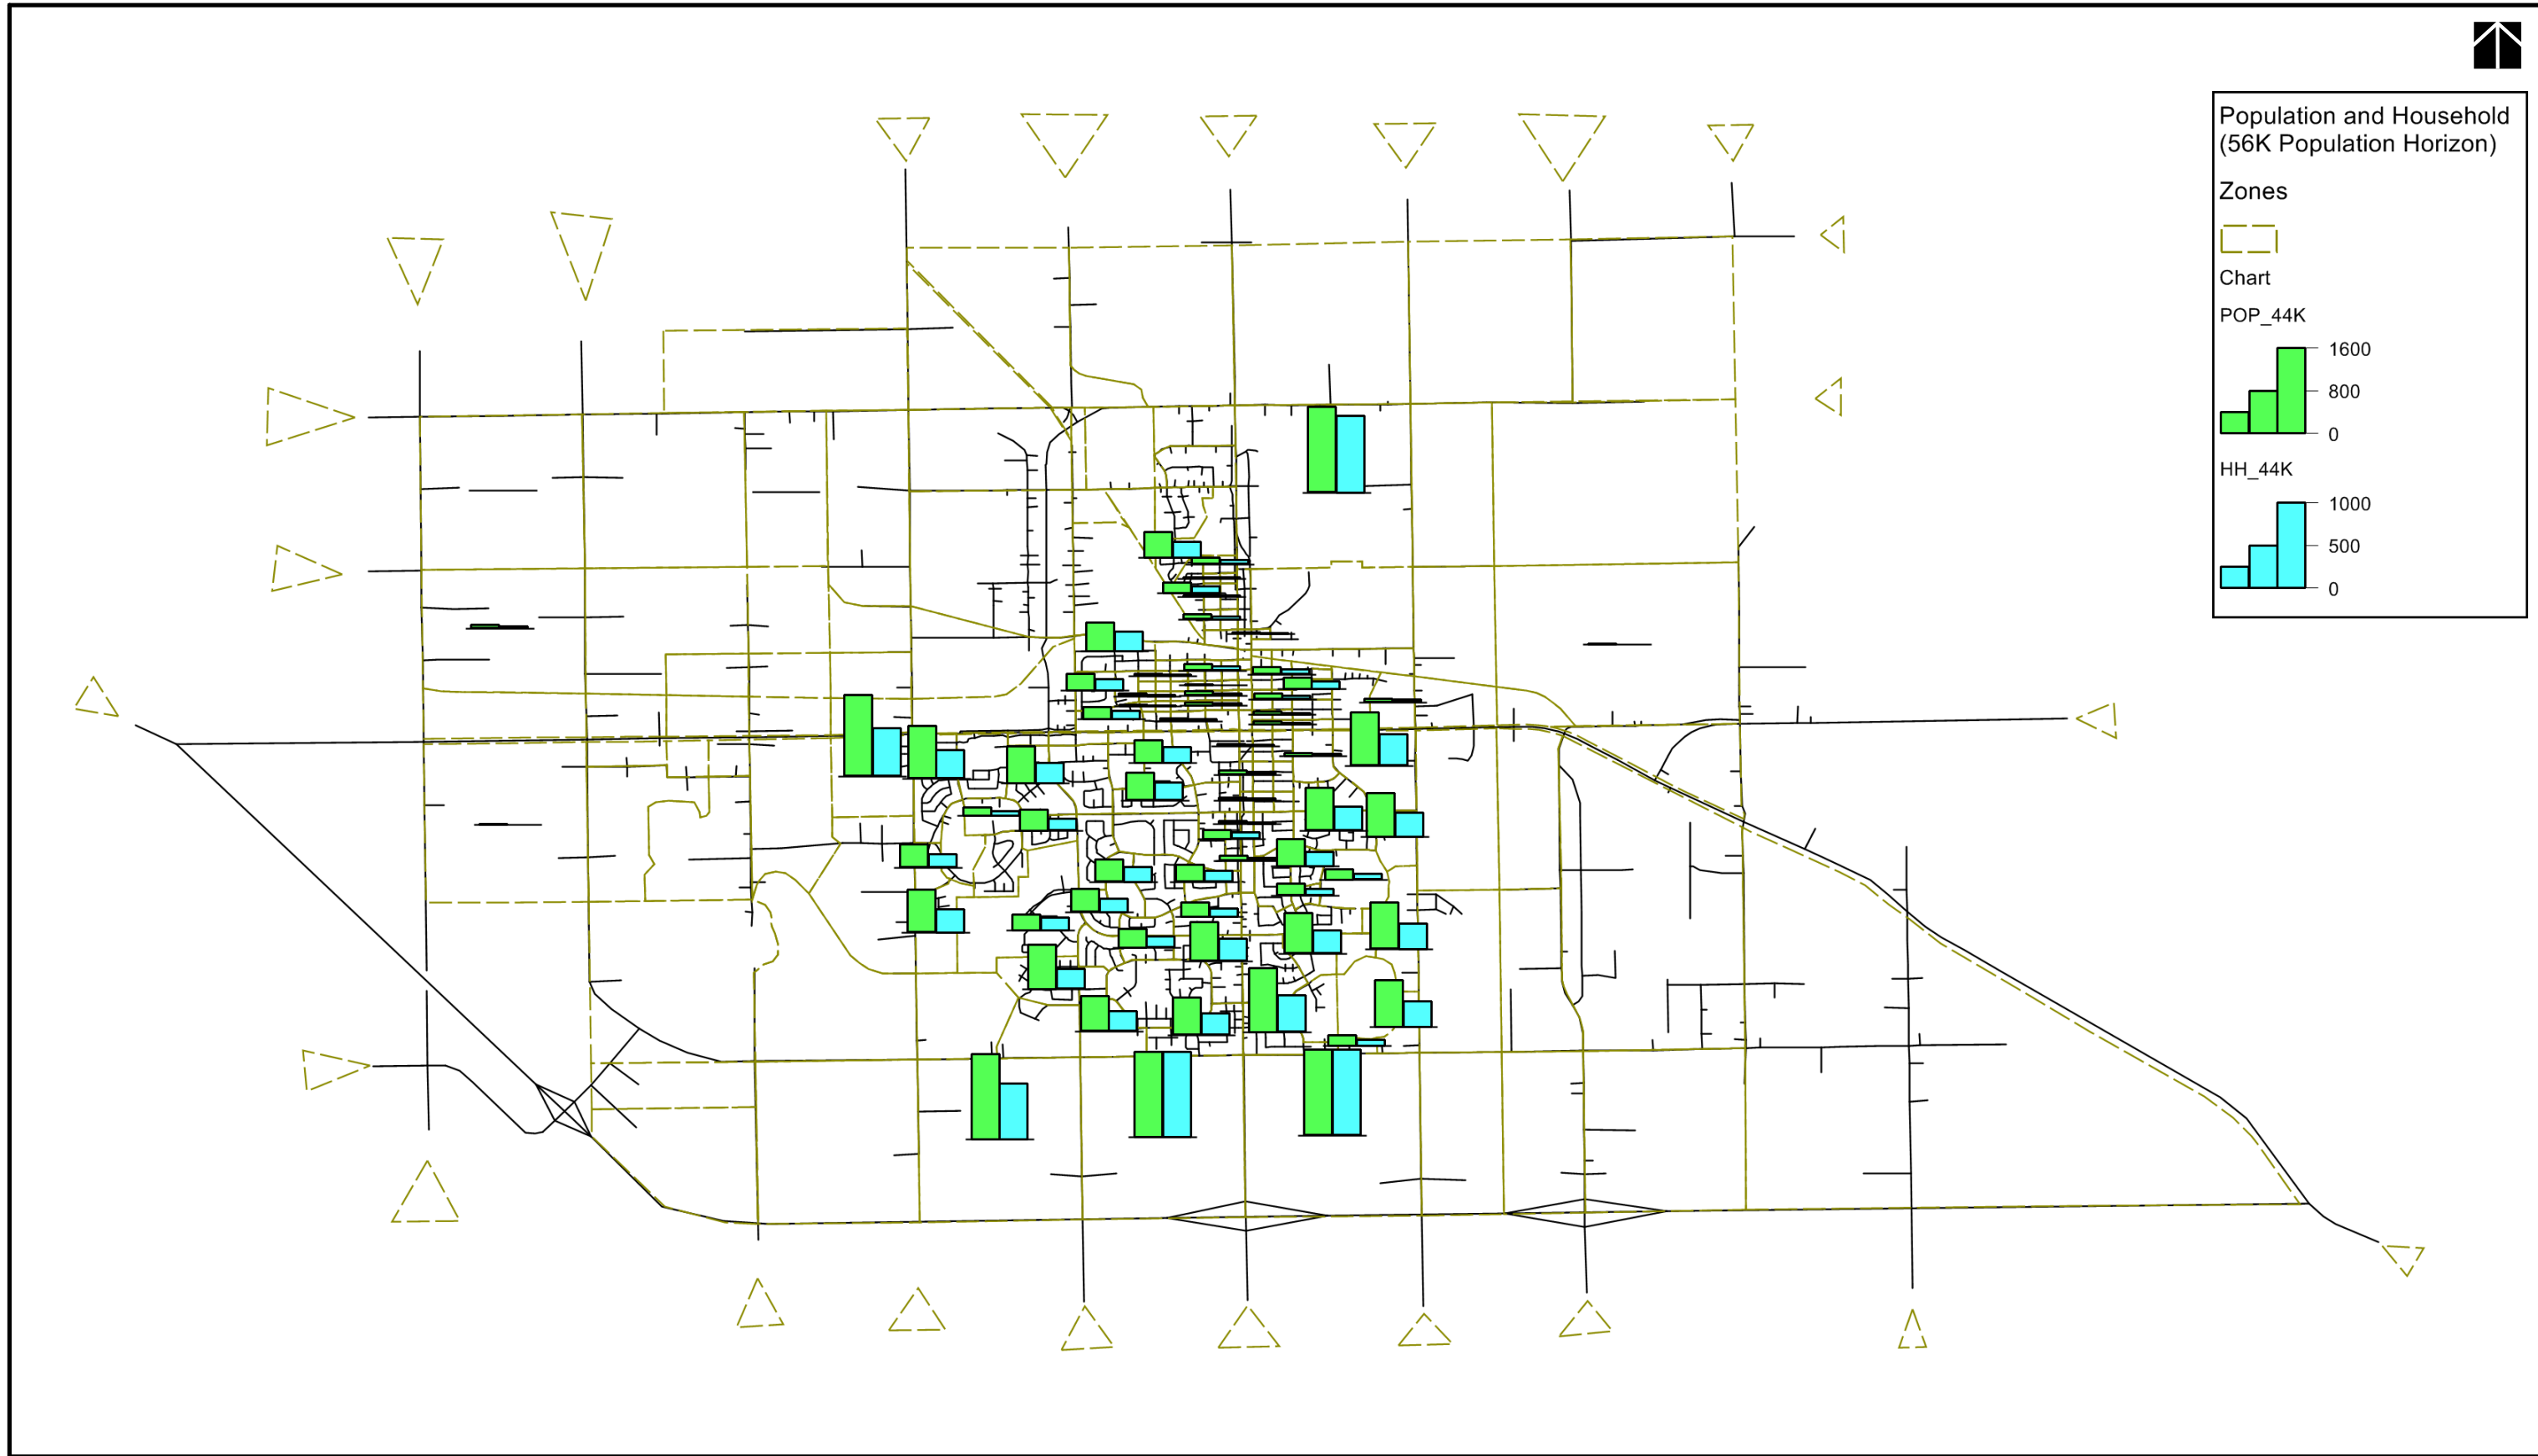 Population and Household
(56K Population Horizon)
Zones
Chart
POP_44K
1600
800
0
HH_44K
1000
500
0